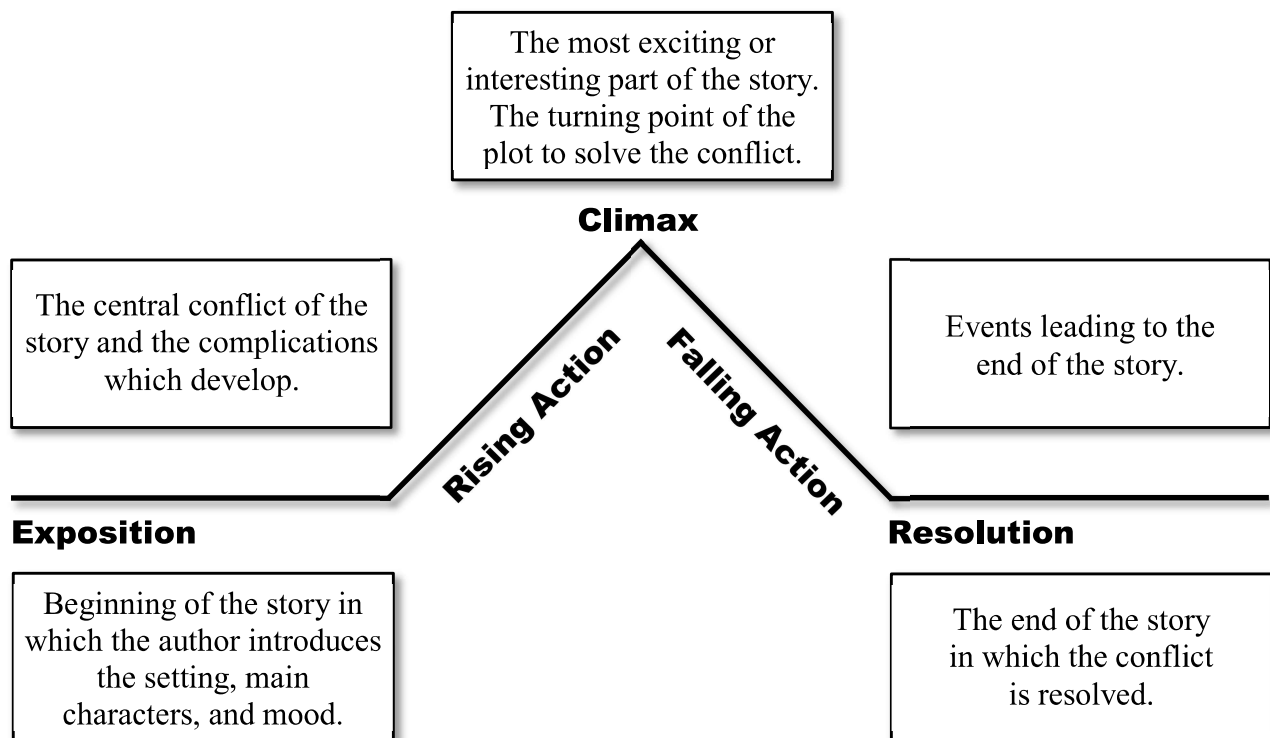 The most exciting or
interesting part of the story.
The turning point of the
plot to solve the conflict.
Climax
The central conflict of the
story and the complications
which develop.
Rising Action
Falling Action
Events leading to the
end of the story.
Exposition
Beginning of the story in
which the author introduces
the setting, main
characters, and mood.
Resolution
The end of the story
in which the conflict
is resolved.